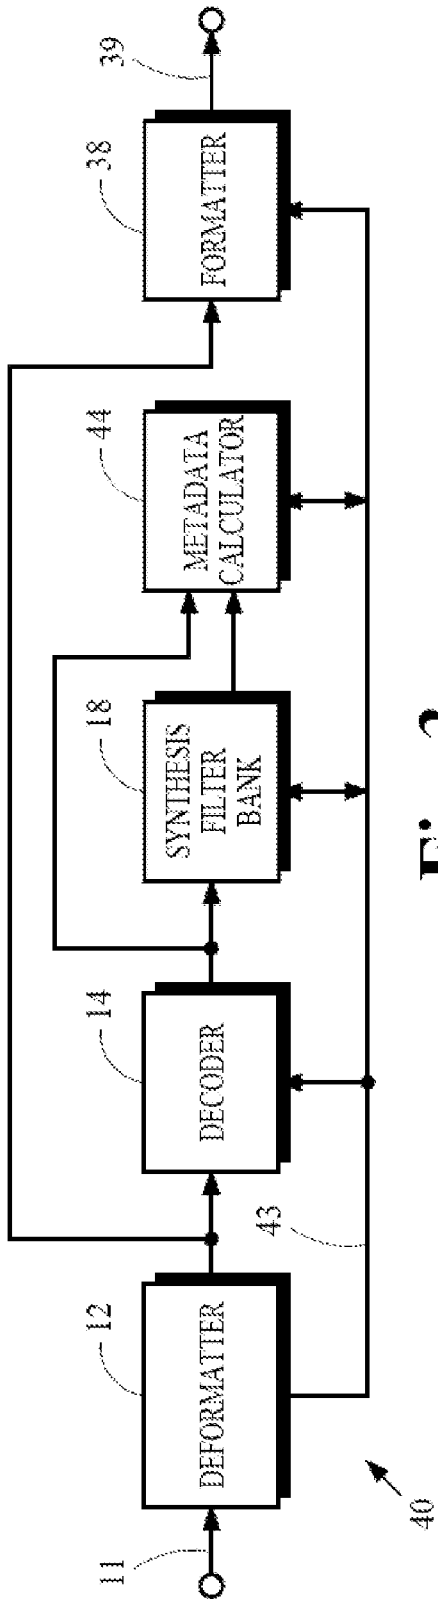 11
DEFORMATTER
12
43
DECODER
14
SYNTHESIS
FILTER
BANK
18
METADATA
CALCULATOR
44
FORMATTER
38
39
40